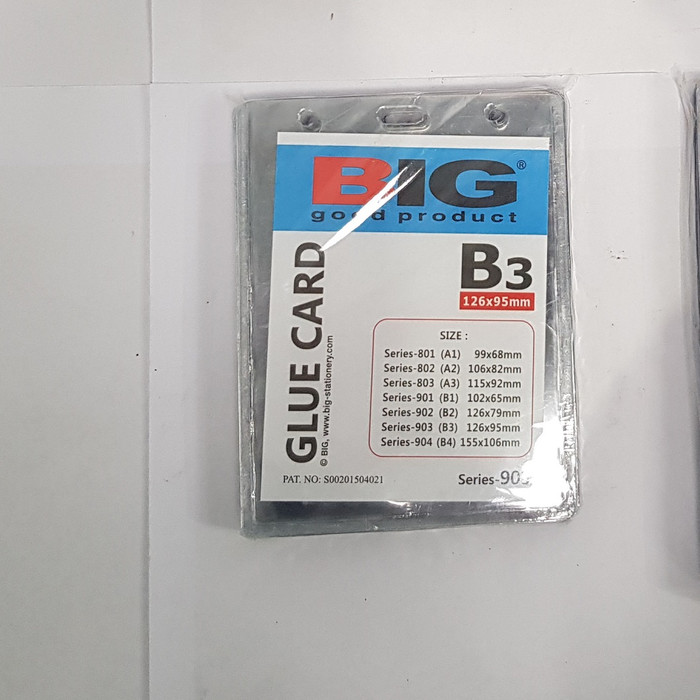 BIG®
good product
GLUE CARD
© BIG, www.big-stationery.com
B3
126x95mm
SIZE :
Series-801 (A1) 99x68mm
Series-802 (A2) 106x82mm
Series-803 (A3) 115x92mm
Series-901 (B1) 102x65mm
Series-902 (B2) 126x79mm
Series-903 (B3) 126x95mm
Series-904 (B4) 155x106mm
PAT. NO: S00201504021
Series-903